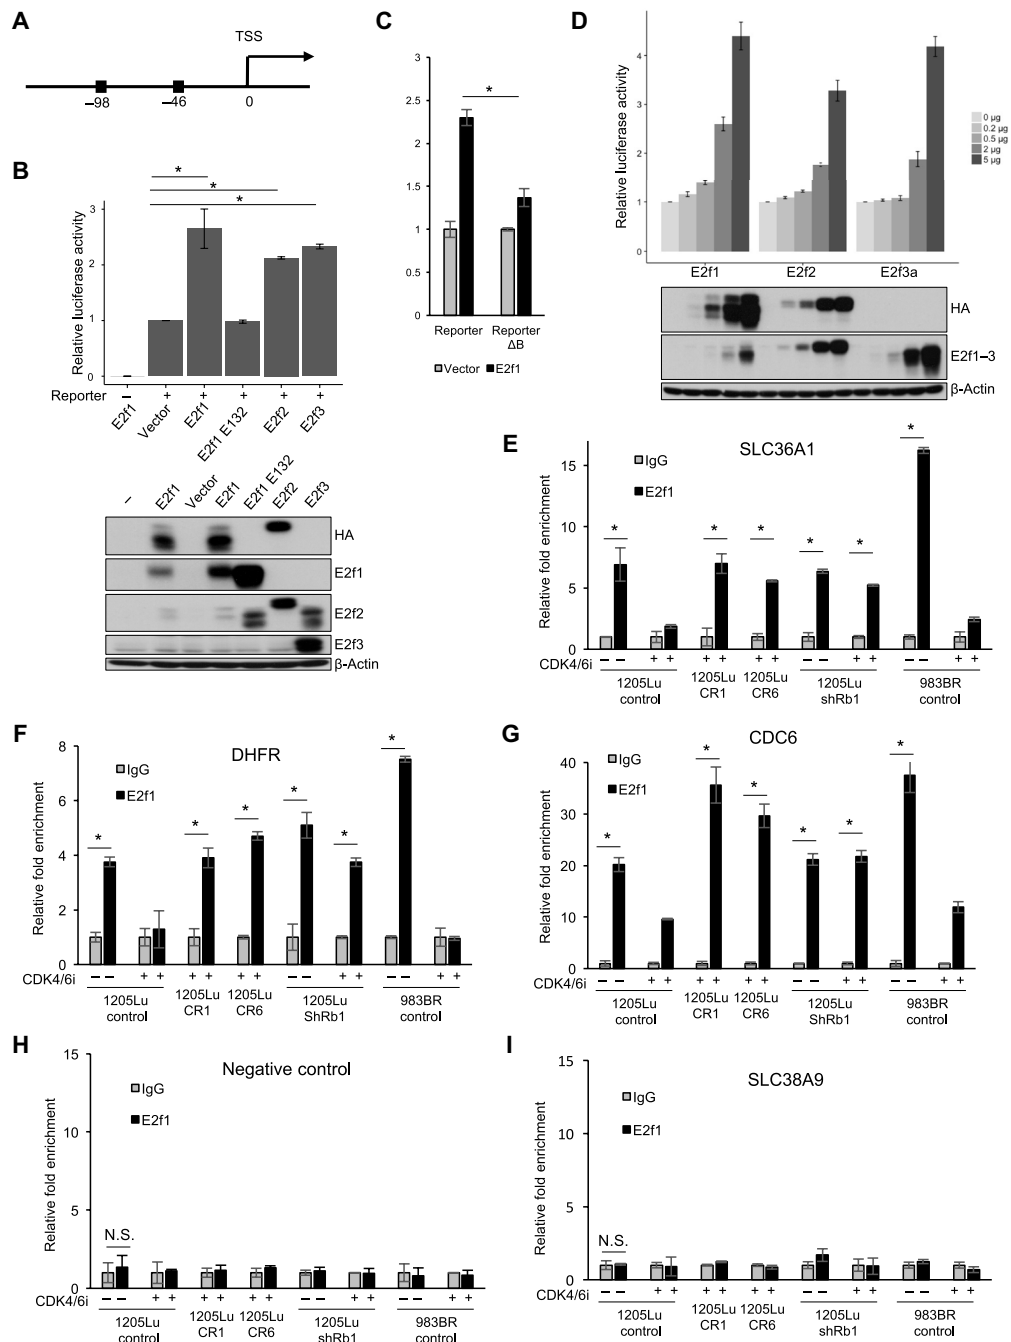 A
TSS
–98
–46
0
B
Relative luciferase activity
3
2
1
0
* 
*
*
Reporter – + + + + +
E2f1
Vector
E2f1
E2f1 E132
E2f2
E2f3
–
E2f1
Vector
E2f1
E2f1 E132
E2f2
E2f3
HA
E2f1
E2f2
E2f3
β-Actin
C
3
2.5
2
1.5
1
0.5
0
*
Reporter
Reporter
ΔB
Vector E2f1
D
Relative luciferase activity
4
2
1
0
0 µg
0.2 µg
0.5 µg
2 µg
5 µg
E2f1 E2f2 E2f3a
HA
E2f1–3
β-Actin
E
SLC36A1
Relative fold enrichment
15
10
5
0
IgG
E2f1
* * * * * *
CDK4/6i – – + + + + + + – – + + – – + +
1205Lu
control
1205Lu
CR1
1205Lu
CR6
1205Lu
shRb1
983BR
control
F
DHFR
Relative fold enrichment
8
6
4
2
0
IgG
E2f1
* * * * * *
CDK4/6i – – + + + + + + – – + + – – + +
1205Lu
control
1205Lu
CR1
1205Lu
CR6
1205Lu
ShRb1
983BR
control
G
CDC6
Relative fold enrichment
40
30
20
10
0
IgG
E2f1
* * * * * *
CDK4/6i – – + + + + + + – – + + – – + +
1205Lu
control
1205Lu
CR1
1205Lu
CR6
1205Lu
ShRb1
983BR
control
H
Negative control
Relative fold enrichment
15
10
5
0
IgG
E2f1
N.S.
CDK4/6i – – + + + + + + – – + + – – + +
1205Lu
control
1205Lu
CR1
1205Lu
CR6
1205Lu
shRb1
983BR
control
I
SLC38A9
Relative fold enrichment
15
10
5
0
IgG
E2f1
N.S.
CDK4/6i – – + + + + + + – – + + – – + +
1205Lu
control
1205Lu
CR1
1205Lu
CR6
1205Lu
shRb1
983BR
control